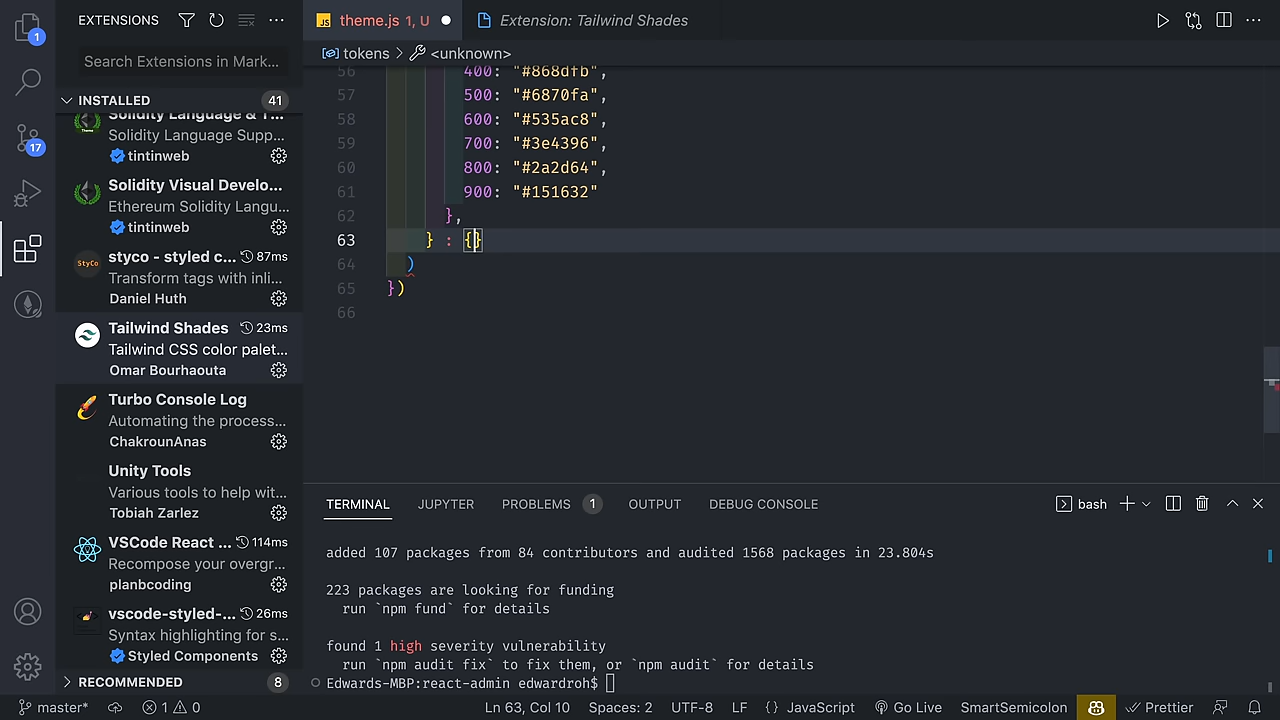 1
17
EXTENSIONS
Search Extensions in Mark...
INSTALLED 41
Solidity Language & T...
Solidity Language Supp...
tintinweb
Solidity Visual Develo...
Ethereum Solidity Langu...
tintinweb
StyCo
styco - styled c... 87ms
Transform tags with inli...
Daniel Huth
Tailwind Shades 23ms
Tailwind CSS color palet...
Omar Bourhaouta
Turbo Console Log
Automating the process...
ChakrounAnas
Unity Tools
Various tools to help wit...
Tobiah Zarlez
VSCode React ... 114ms
Recompose your overgr...
planbcoding
vscode-styled-... 26ms
Syntax highlighting for s...
Styled Components
RECOMMENDED 8
JS theme.js 1, U
Extension: Tailwind Shades
tokens > <unknown>
56 400: "#868dfb",
57 500: "#6870fa",
58 600: "#535ac8",
59 700: "#3e4396",
60 800: "#2a2d64",
61 900: "#151632"
62 },
63 } : {}
64 )
65 })
66
TERMINAL JUPYTER PROBLEMS 1 OUTPUT DEBUG CONSOLE bash
added 107 packages from 84 contributors and audited 1568 packages in 23.804s
223 packages are looking for funding
run `npm fund` for details
found 1 high severity vulnerability
run `npm audit fix` to fix them, or `npm audit` for details
Edwards-MBP:react-admin edwardroh$
master* 1 0 Ln 63, Col 10 Spaces: 2 UTF-8 LF {} JavaScript Go Live SmartSemicolon Prettier